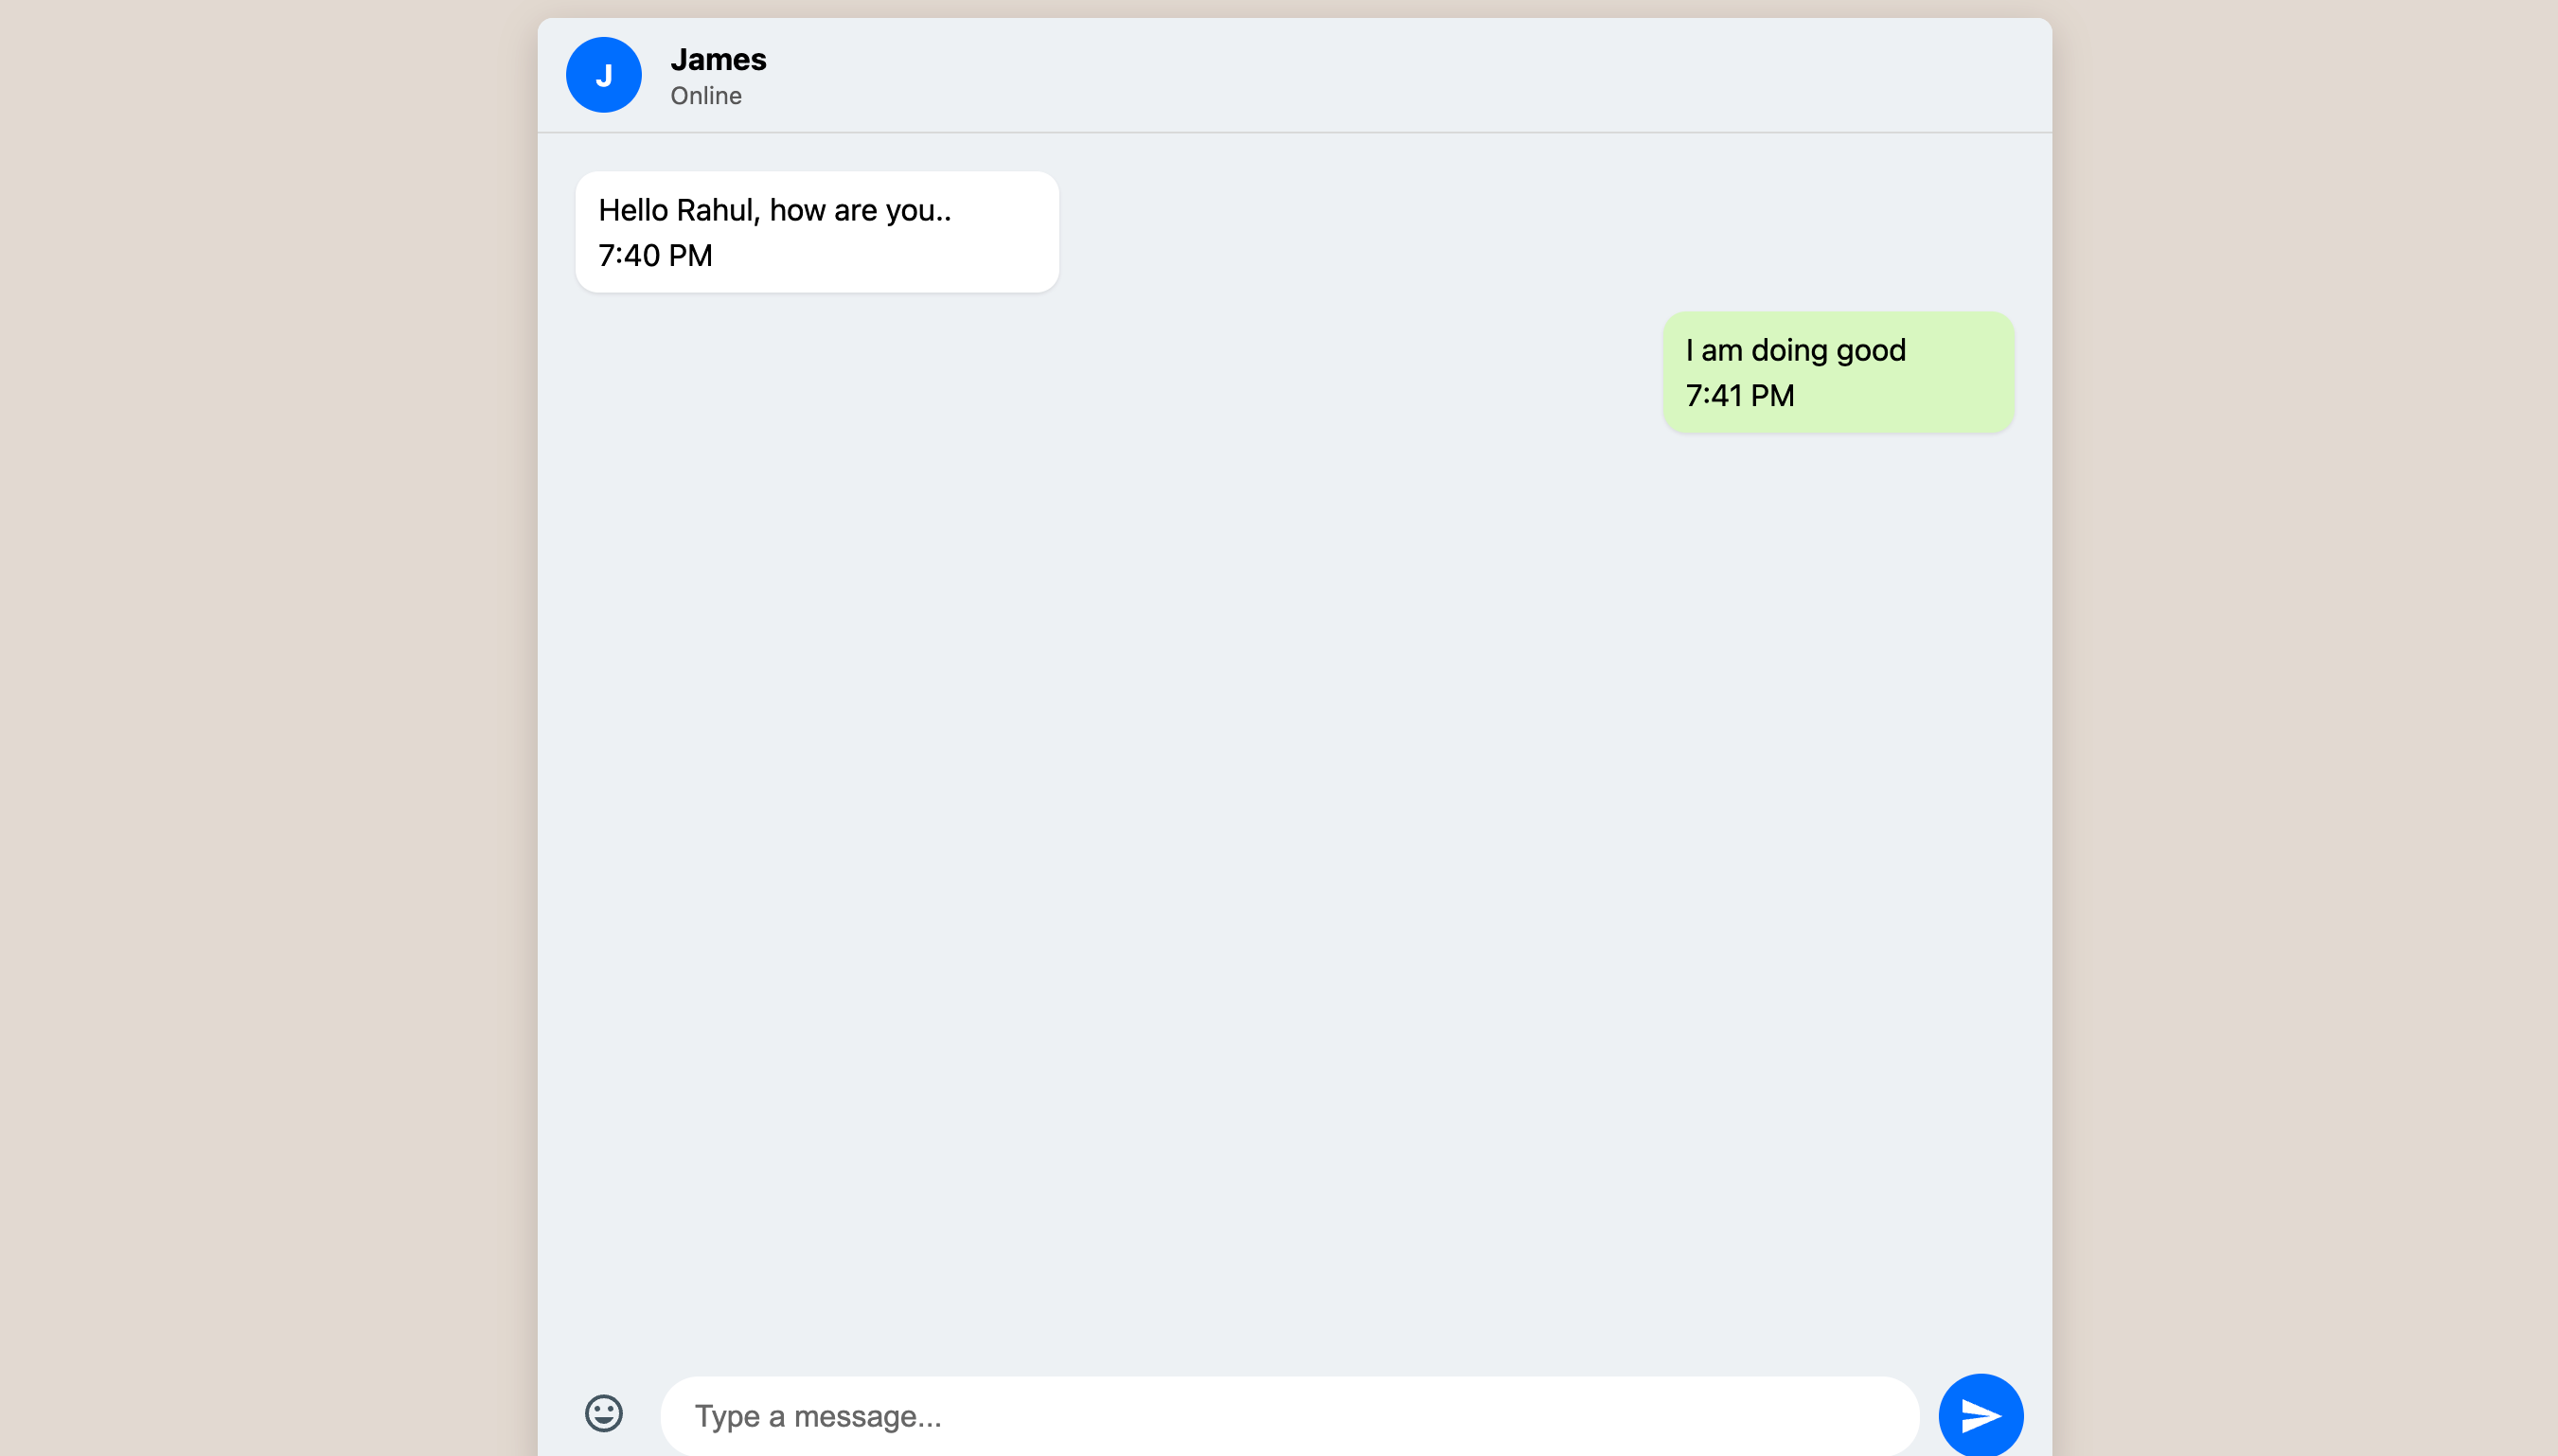 J
James
Online
Hello Rahul, how are you..
7:40 PM
I am doing good
7:41 PM
Type a message...